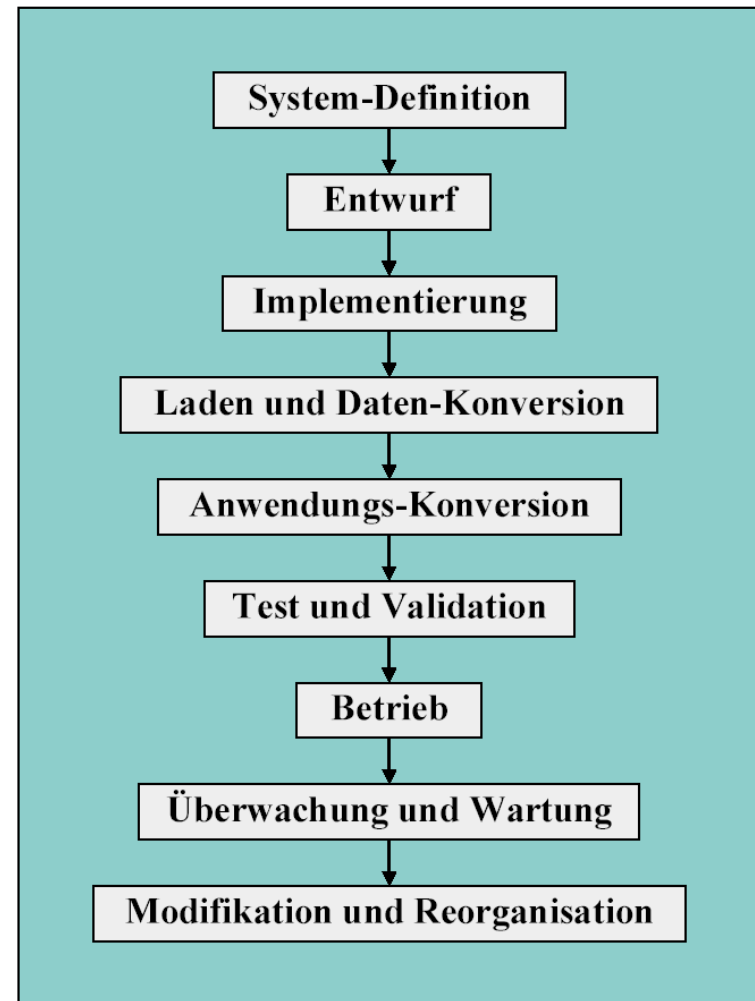 System-Definition
Entwurf
Implementierung
Laden und Daten-Konversion
Anwendungs-Konversion
Test und Validation
Betrieb
Überwachung und Wartung
Modifikation und Reorganisation